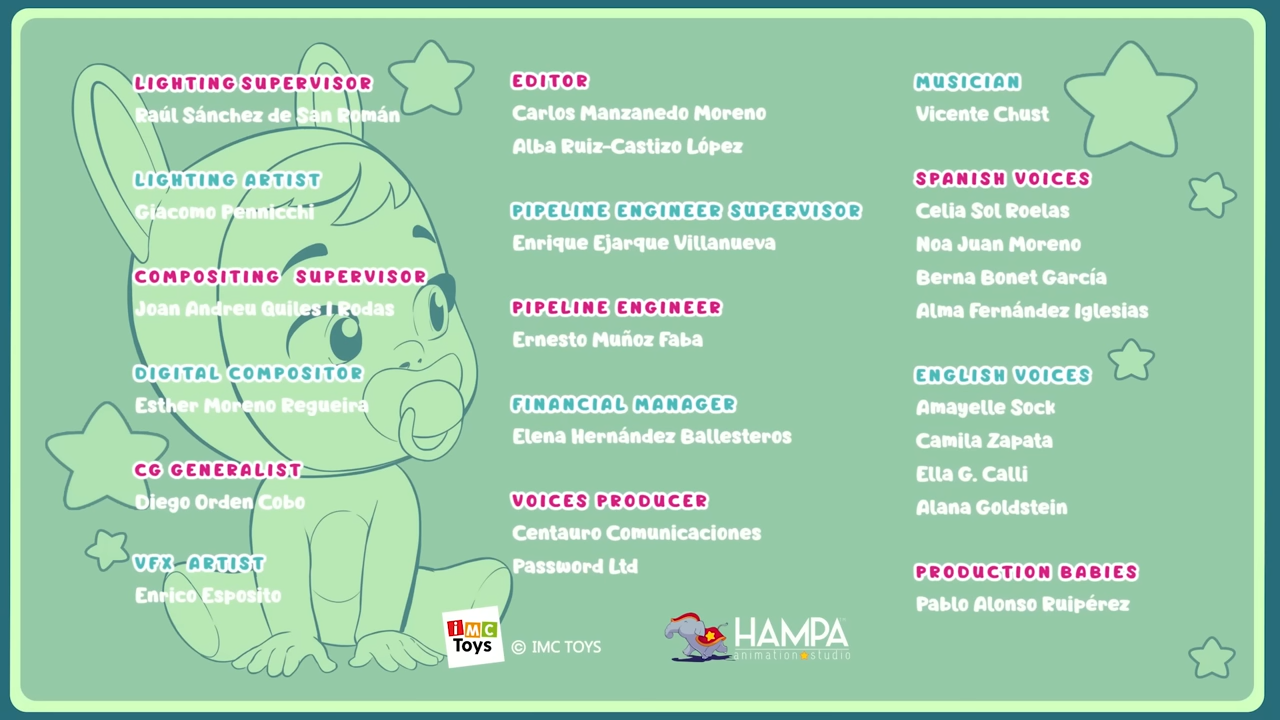 LIGHTING SUPERVISOR
Raúl Sánchez de San Román
LIGHTING ARTIST
Giacomo Pennicchi
COMPOSITING SUPERVISOR
Joan Andreu Quiles I Rodas
DIGITAL COMPOSITOR
Esther Moreno Regueira
CG GENERALIST
Diego Orden Cobo
VFX ARTIST
Enrico Esposito
EDITOR
Carlos Manzanedo Moreno
Alba Ruiz-Castizo López
PIPELINE ENGINEER SUPERVISOR
Enrique Ejarque Villanueva
PIPELINE ENGINEER
Ernesto Muñoz Faba
FINANCIAL MANAGER
Elena Hernández Ballesteros
VOICES PRODUCER
Centauro Comunicaciones
Password Ltd
MUSICIAN
Vicente Chust
SPANISH VOICES
Celia Sol Roelas
Noa Juan Moreno
Berna Bonet García
Alma Fernández Iglesias
ENGLISH VOICES
Amayelle Sock
Camila Zapata
Ella G. Calli
Alana Goldstein
PRODUCTION BABIES
Pablo Alonso Ruipérez
iMC
Toys
© IMC TOYS
HAMPA
animation studio